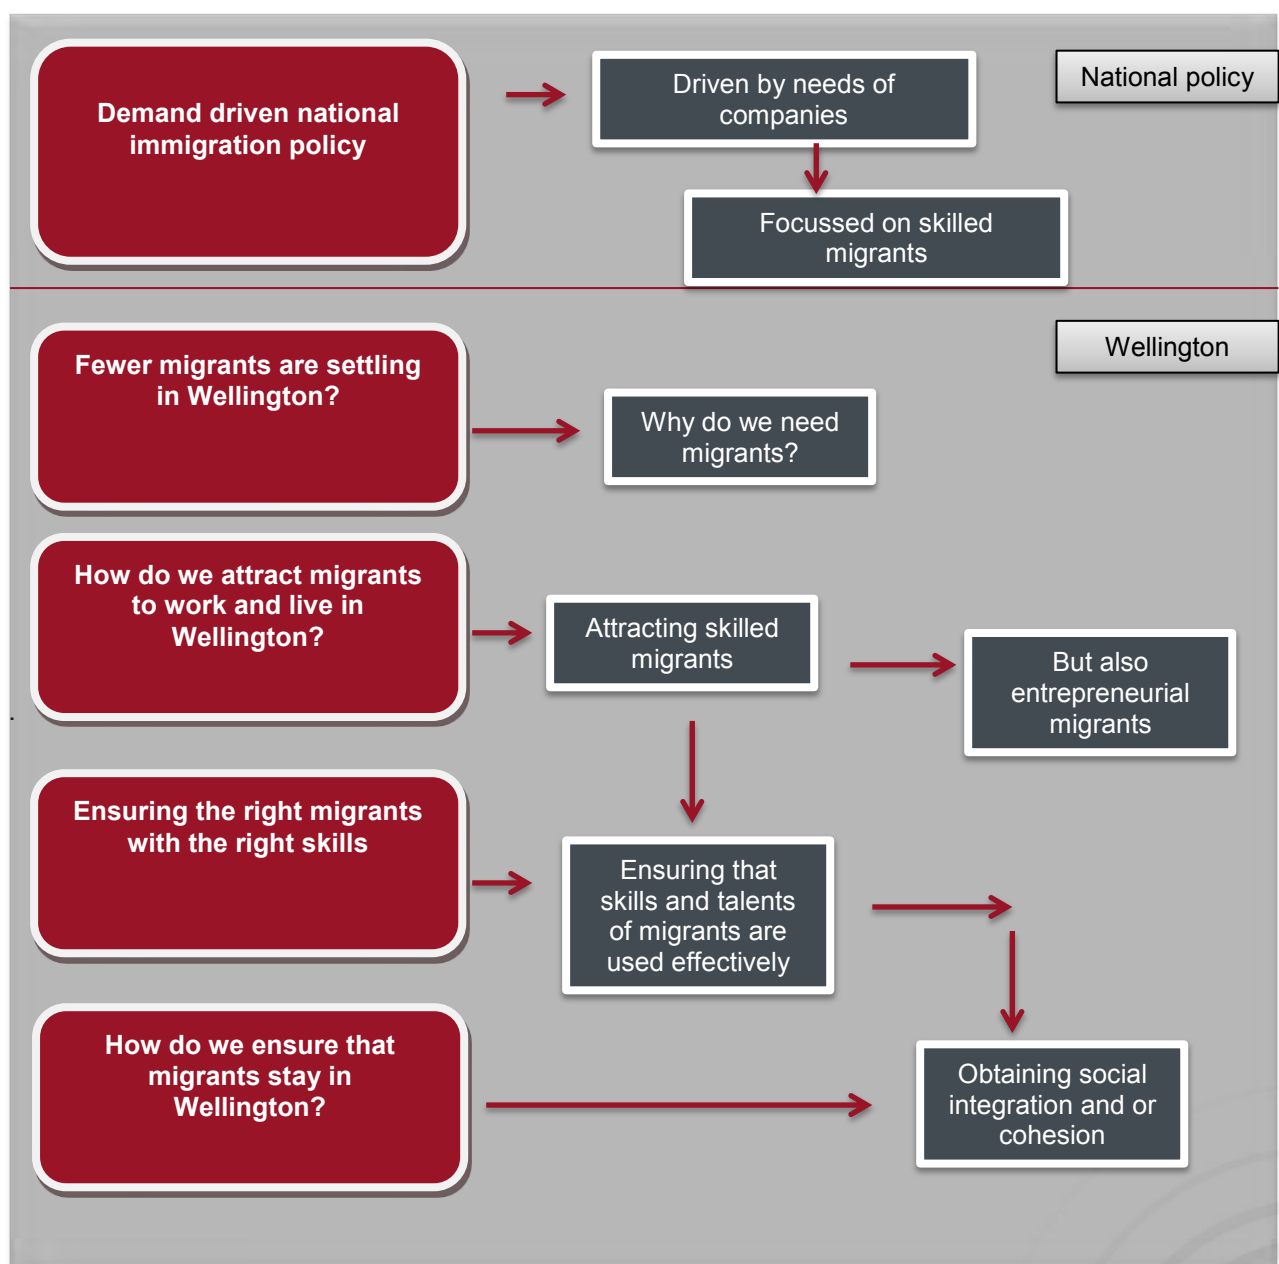 Demand driven national
immigration policy
Driven by needs of
companies
National policy
Focussed on skilled
migrants
Fewer migrants are settling
in Wellington?
Wellington
Why do we need
migrants?
How do we attract migrants
to work and live in
Wellington?
Attracting skilled
migrants
But also
entrepreneurial
migrants
.
Ensuring the right migrants
with the right skills
Ensuring that
skills and talents
of migrants are
used effectively
How do we ensure that
migrants stay in
Wellington?
Obtaining social
integration and or
cohesion